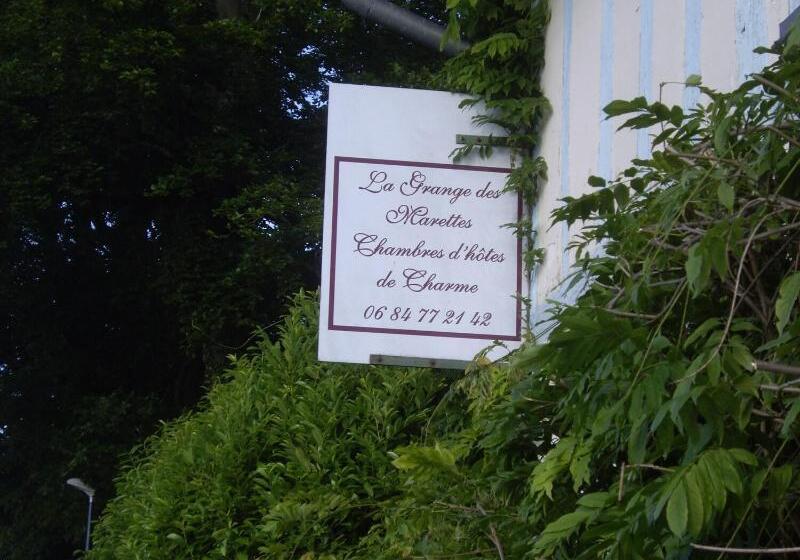 La Grange des
Marettes
Chambres d'hôtes
de Charme
06 84 77 21 42